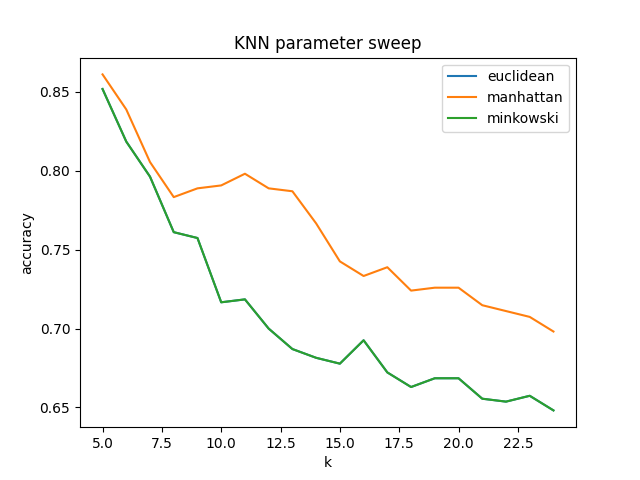 KNN parameter sweep
euclidean
manhattan
minkowski
accuracy
0.85
0.80
0.75
0.70
0.65
5.0 7.5 10.0 12.5 15.0 17.5 20.0 22.5
k